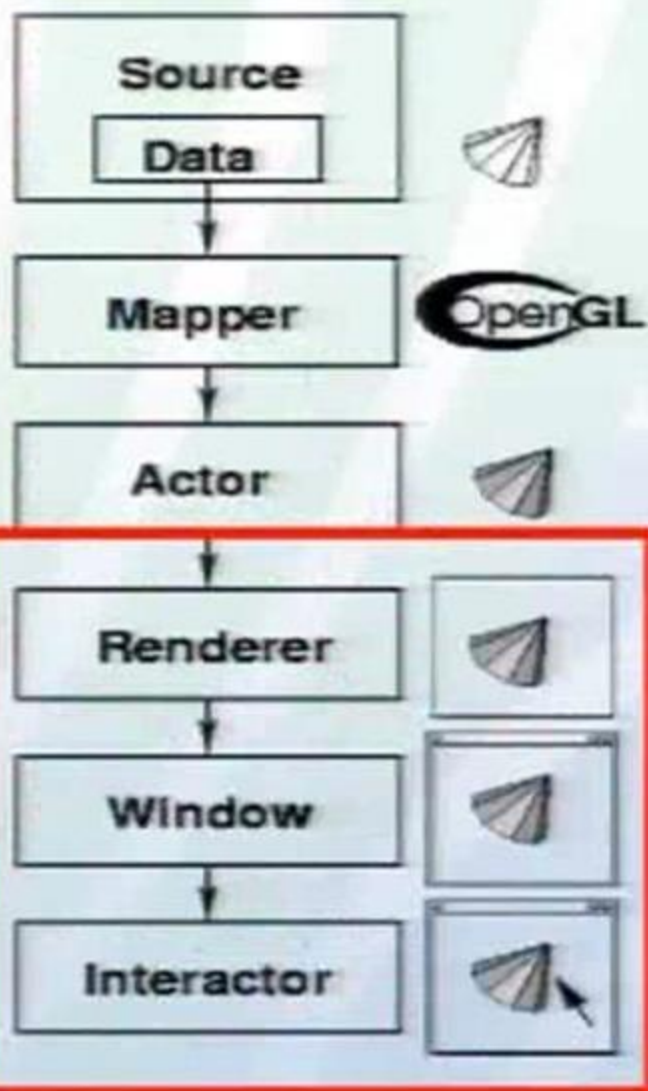 Source
Data
Mapper
OpenGL
Actor
Renderer
Window
Interactor